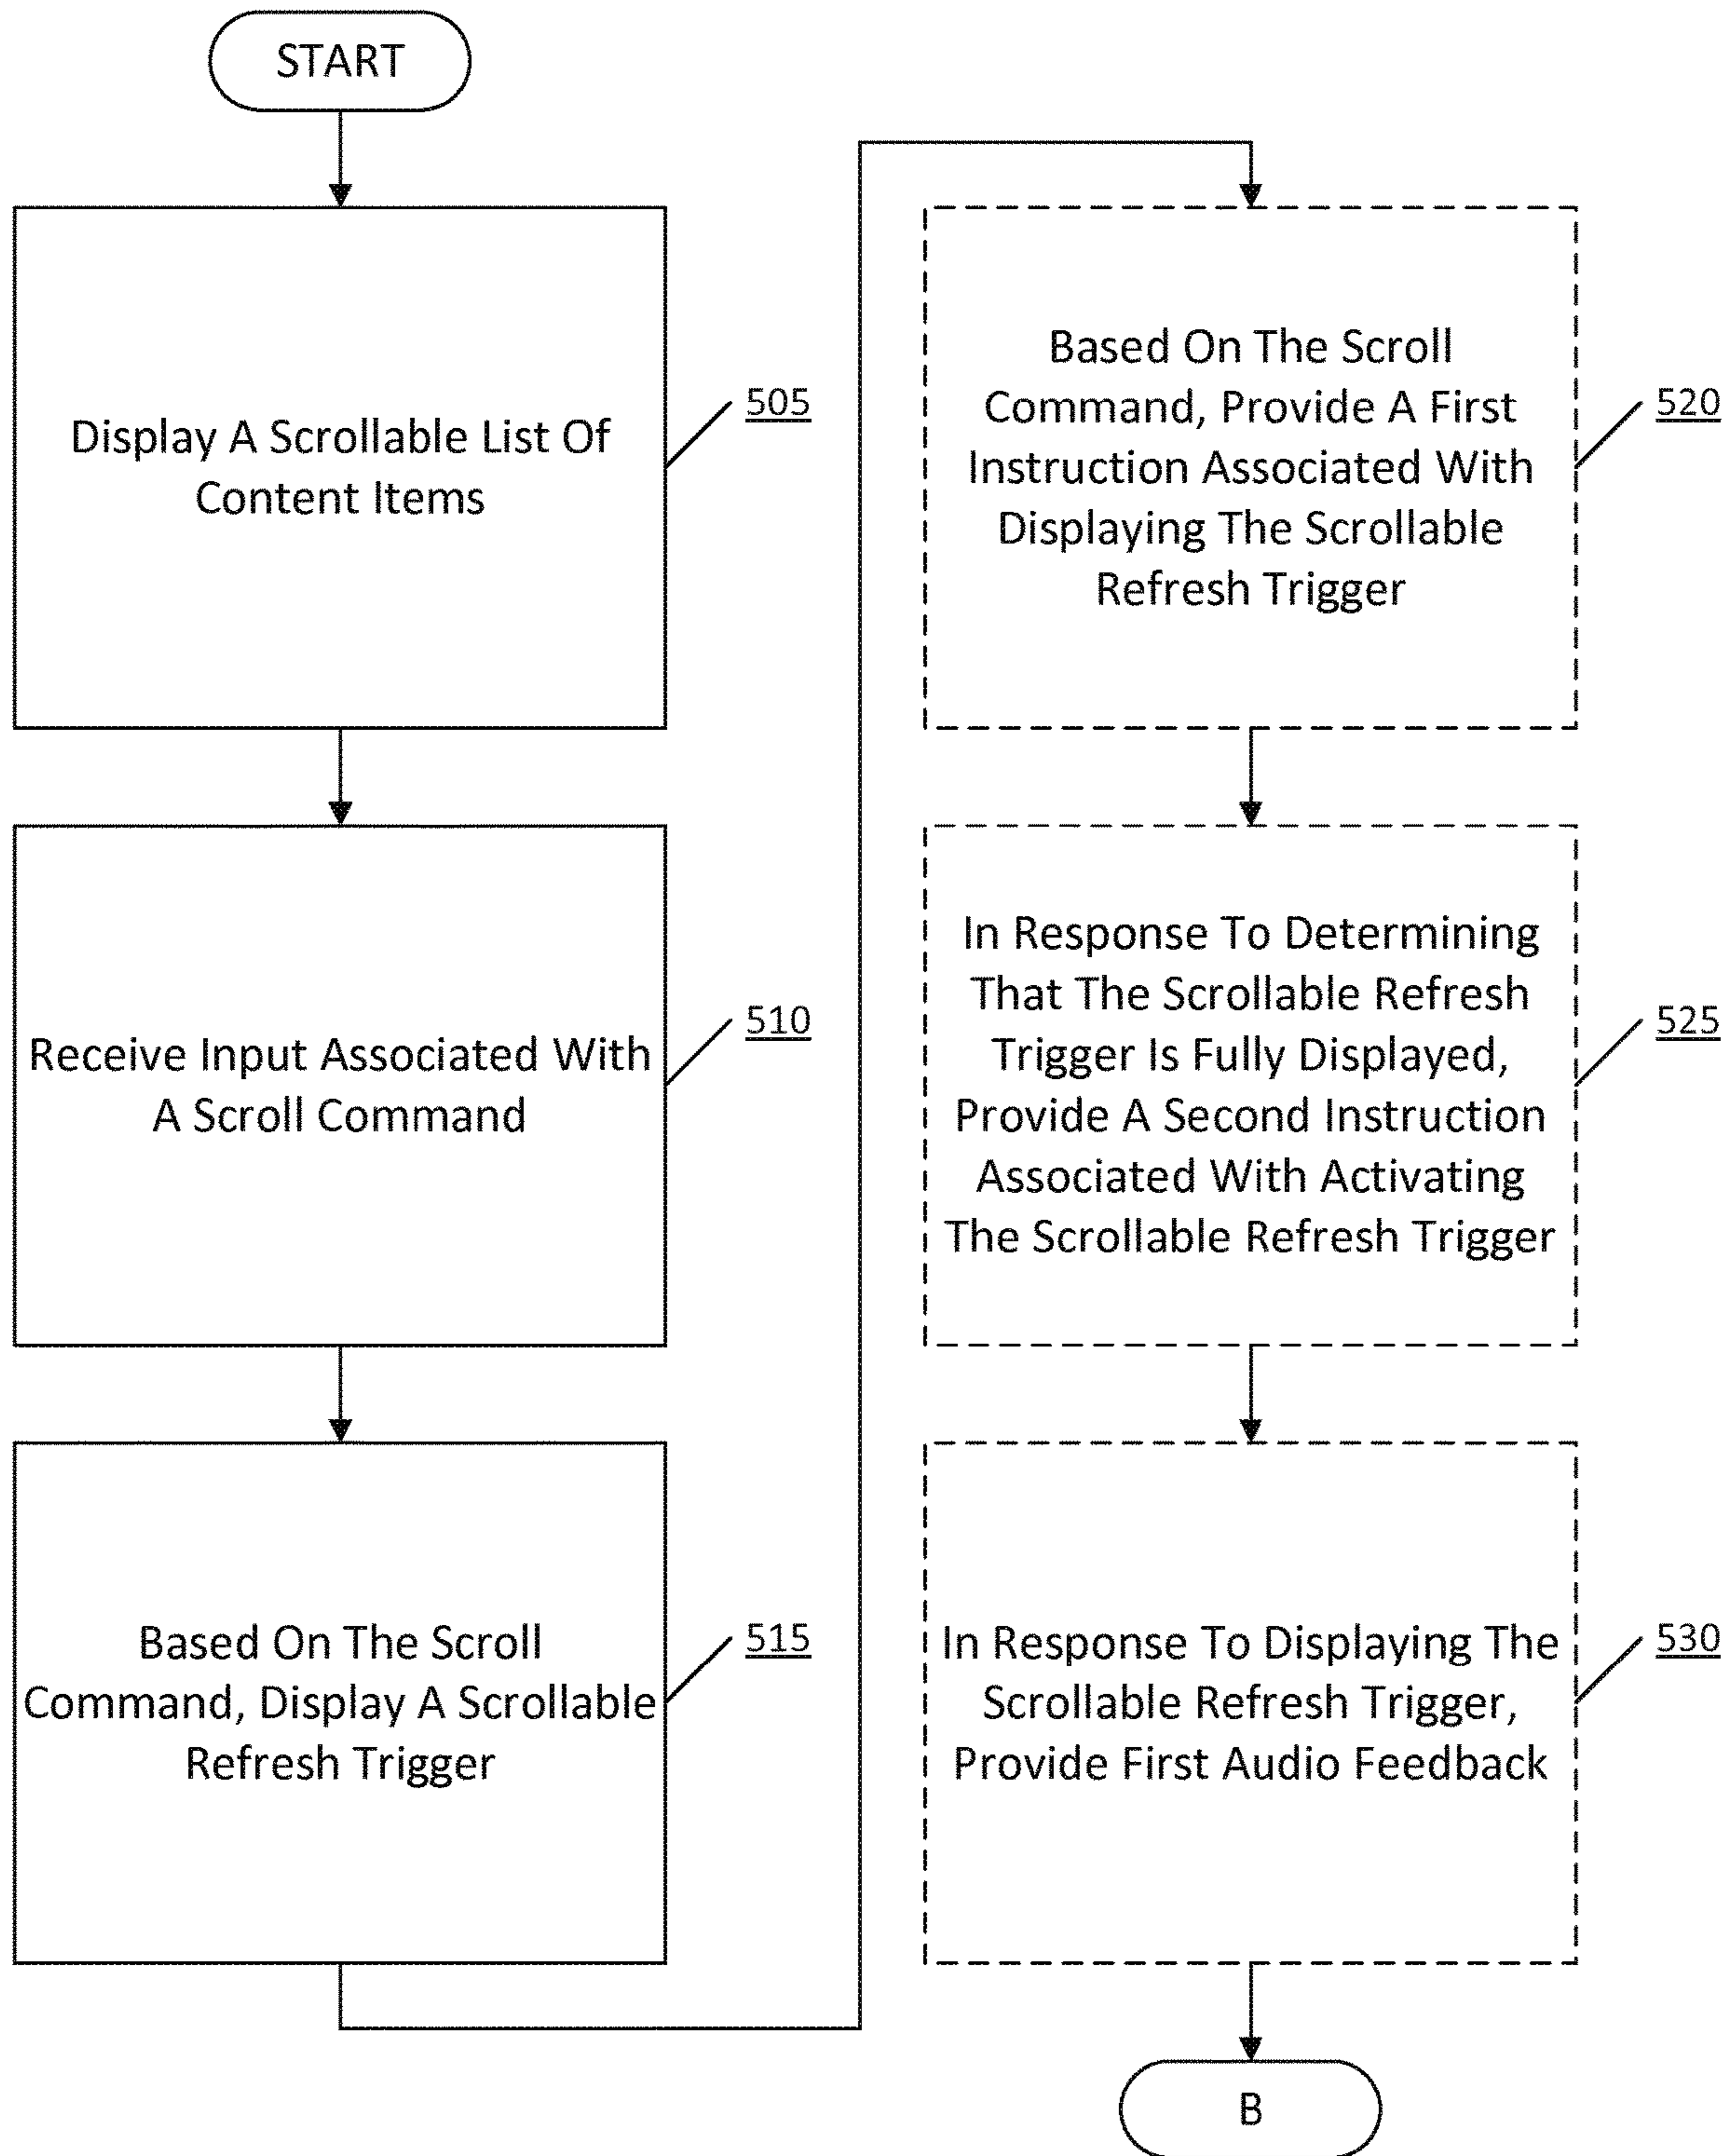 START
Display A Scrollable List Of
Content Items
505
Receive Input Associated With
A Scroll Command
510
Based On The Scroll
Command, Display A Scrollable
Refresh Trigger
515
Based On The Scroll
Command, Provide A First
Instruction Associated With
Displaying The Scrollable
Refresh Trigger
520
In Response To Determining
That The Scrollable Refresh
Trigger Is Fully Displayed,
Provide A Second Instruction
Associated With Activating
The Scrollable Refresh Trigger
525
In Response To Displaying The
Scrollable Refresh Trigger,
Provide First Audio Feedback
530
B